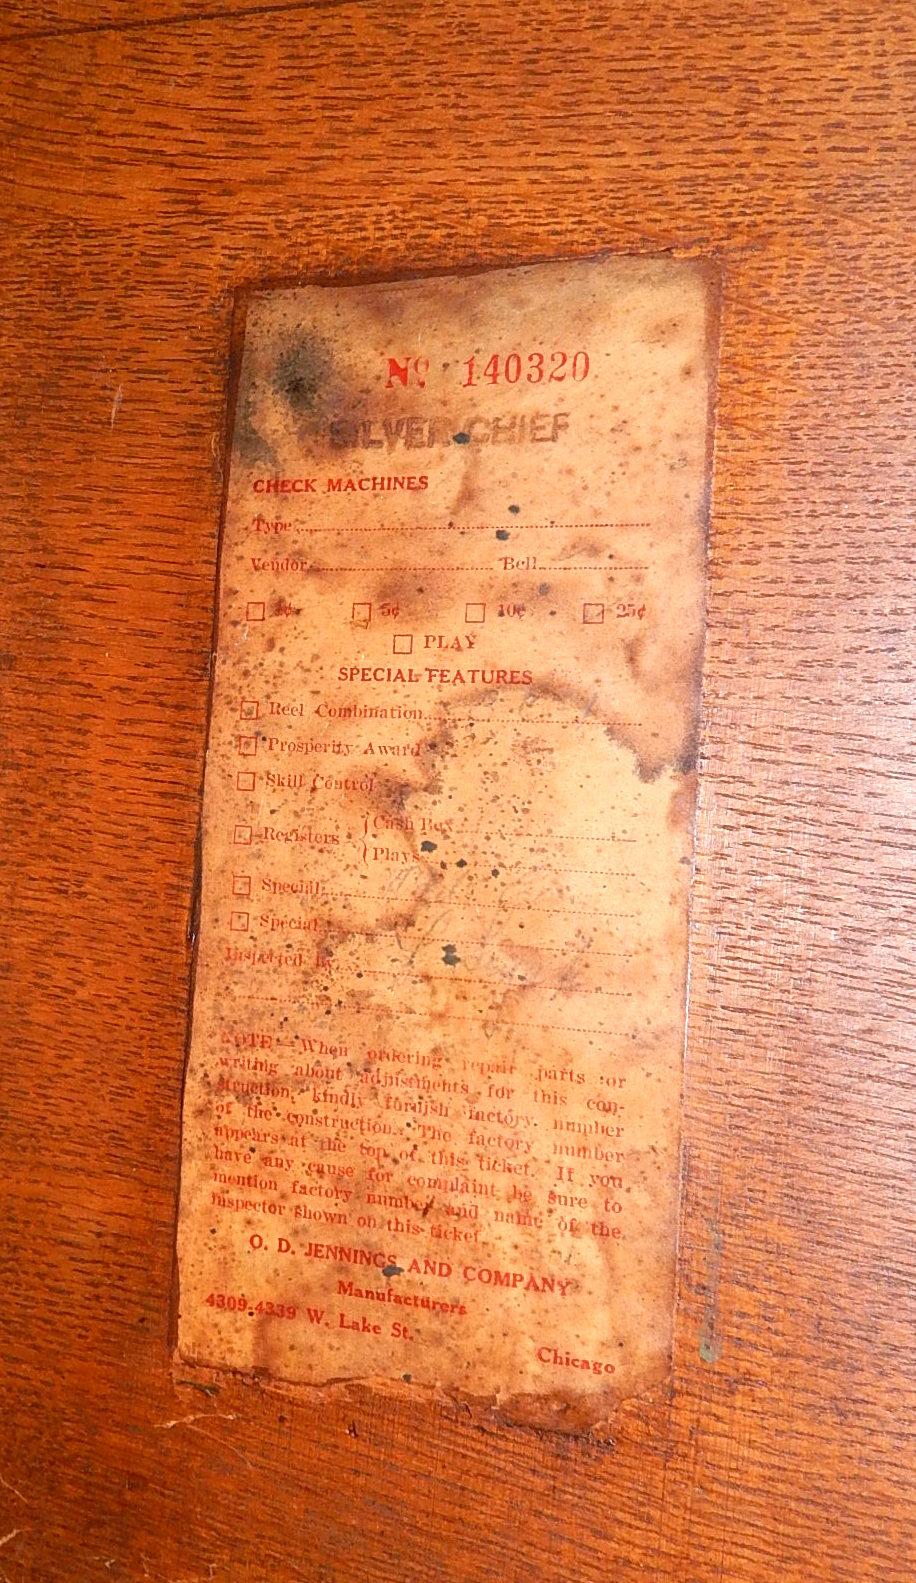 Nº 140320
SILVER CHIEF
CHECK MACHINES
Type
Vendor Bell
5¢ 10¢ 25¢
PLAY
SPECIAL FEATURES
Reel Combination
Prosperity Award
Skill Control
Registers { Cash Box
Plays
Special
Special
Inspected by
NOTE—When ordering repair parts or
writing about adjustments for this con-
struction, kindly furnish factory number
of the construction. The factory number
appears at the top of this ticket. If you
have any cause for complaint be sure to
mention factory number and name of the
inspector shown on this ticket.
O. D. JENNINGS AND COMPANY
Manufacturers
4309-4339 W. Lake St.
Chicago